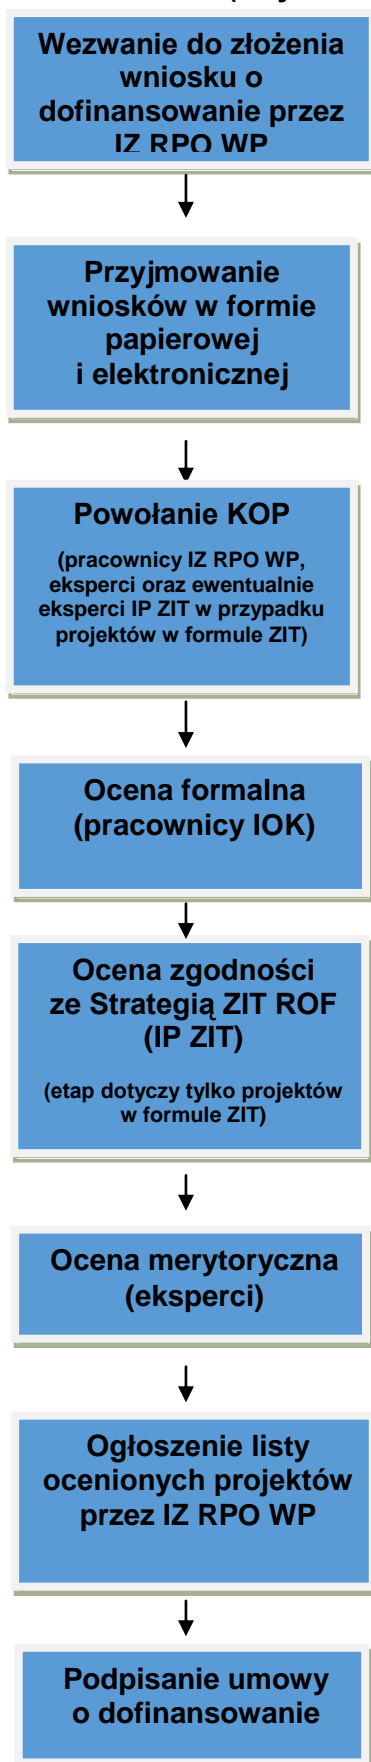 Wezwanie do złożenia
wniosku o
dofinansowanie przez
IZ RPO WP
Przyjmowanie
wniosków w formie
papierowej
i elektronicznej
Powołanie KOP
(pracownicy IZ RPO WP,
eksperci oraz ewentualnie
eksperci IP ZIT w przypadku
projektów w formule ZIT)
Ocena formalna
(pracownicy IOK)
Ocena zgodności
ze Strategią ZIT ROF
(IP ZIT)
(etap dotyczy tylko projektów
w formule ZIT)
Ocena merytoryczna
(eksperci)
Ogłoszenie listy
ocenionych projektów
przez IZ RPO WP
Podpisanie umowy
o dofinansowanie